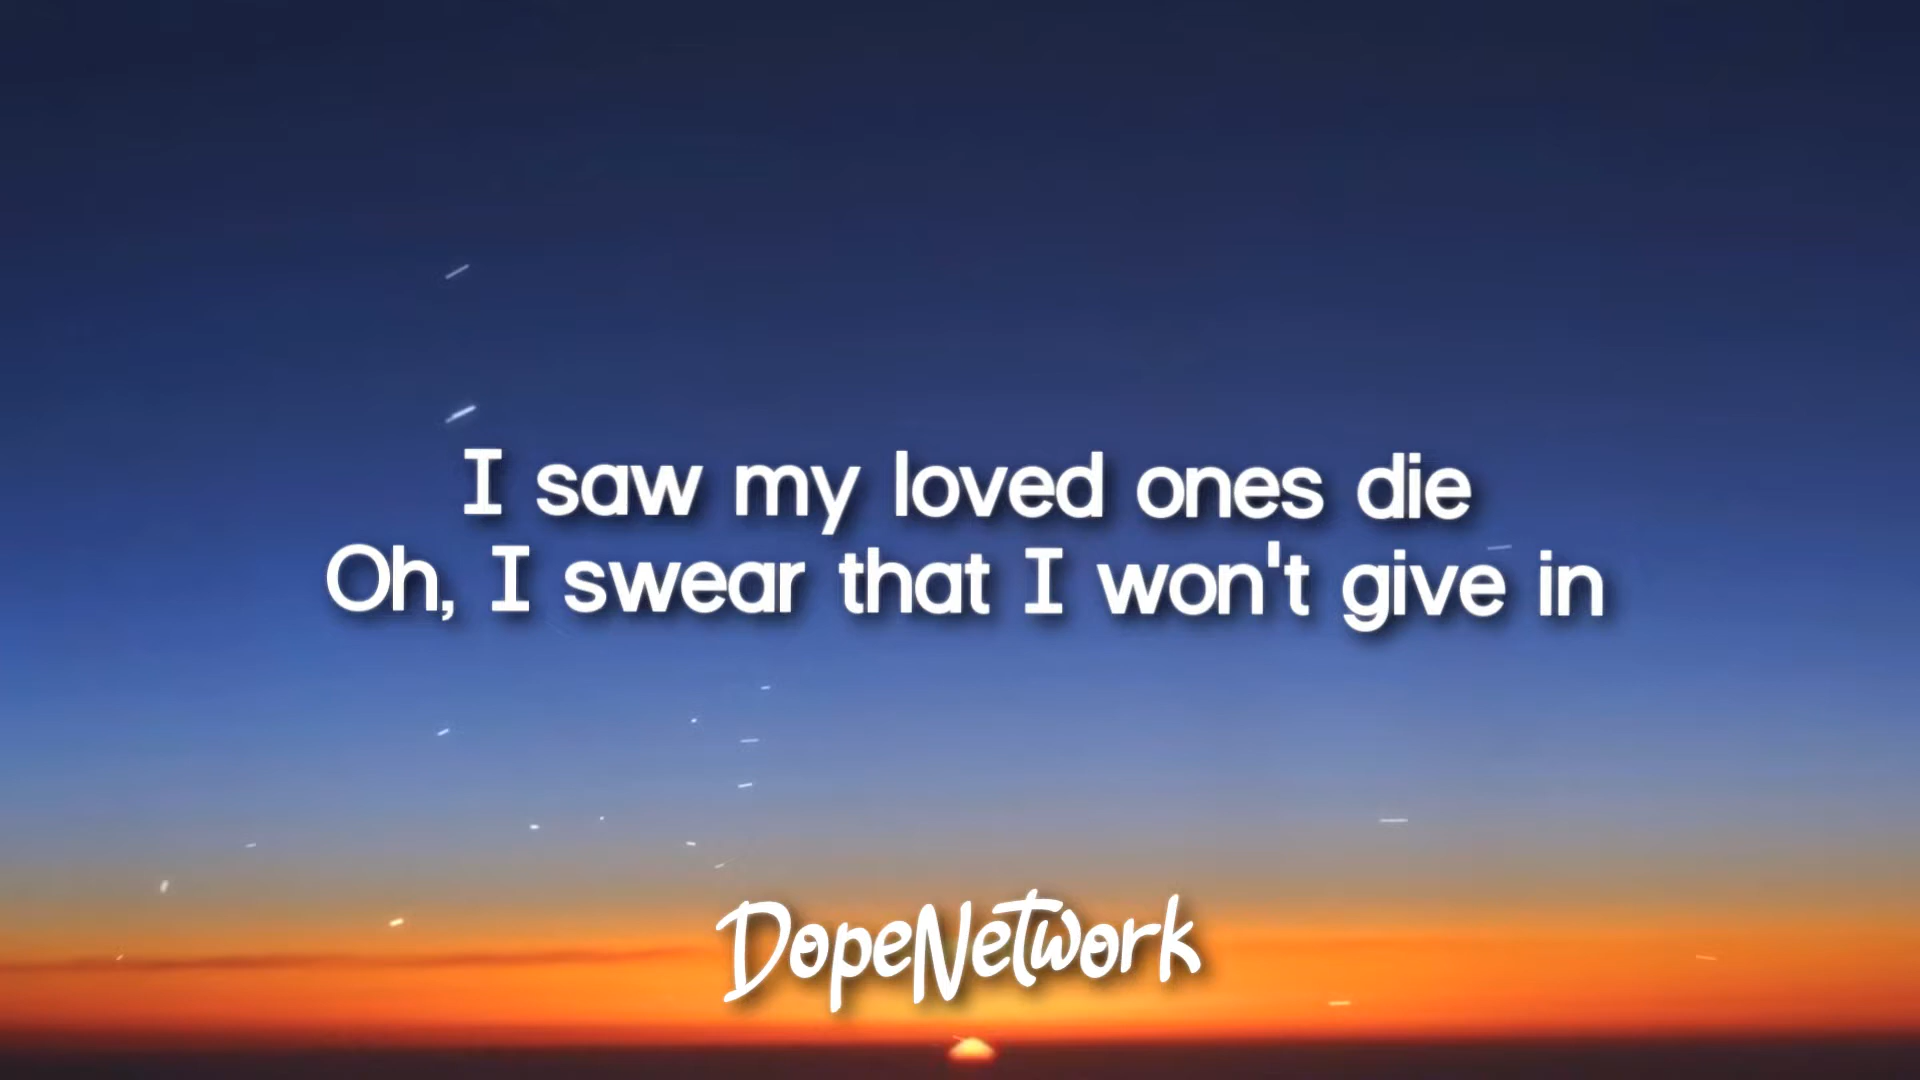 I saw my loved ones die
Oh, I swear that I won't give in
DopeNetwork